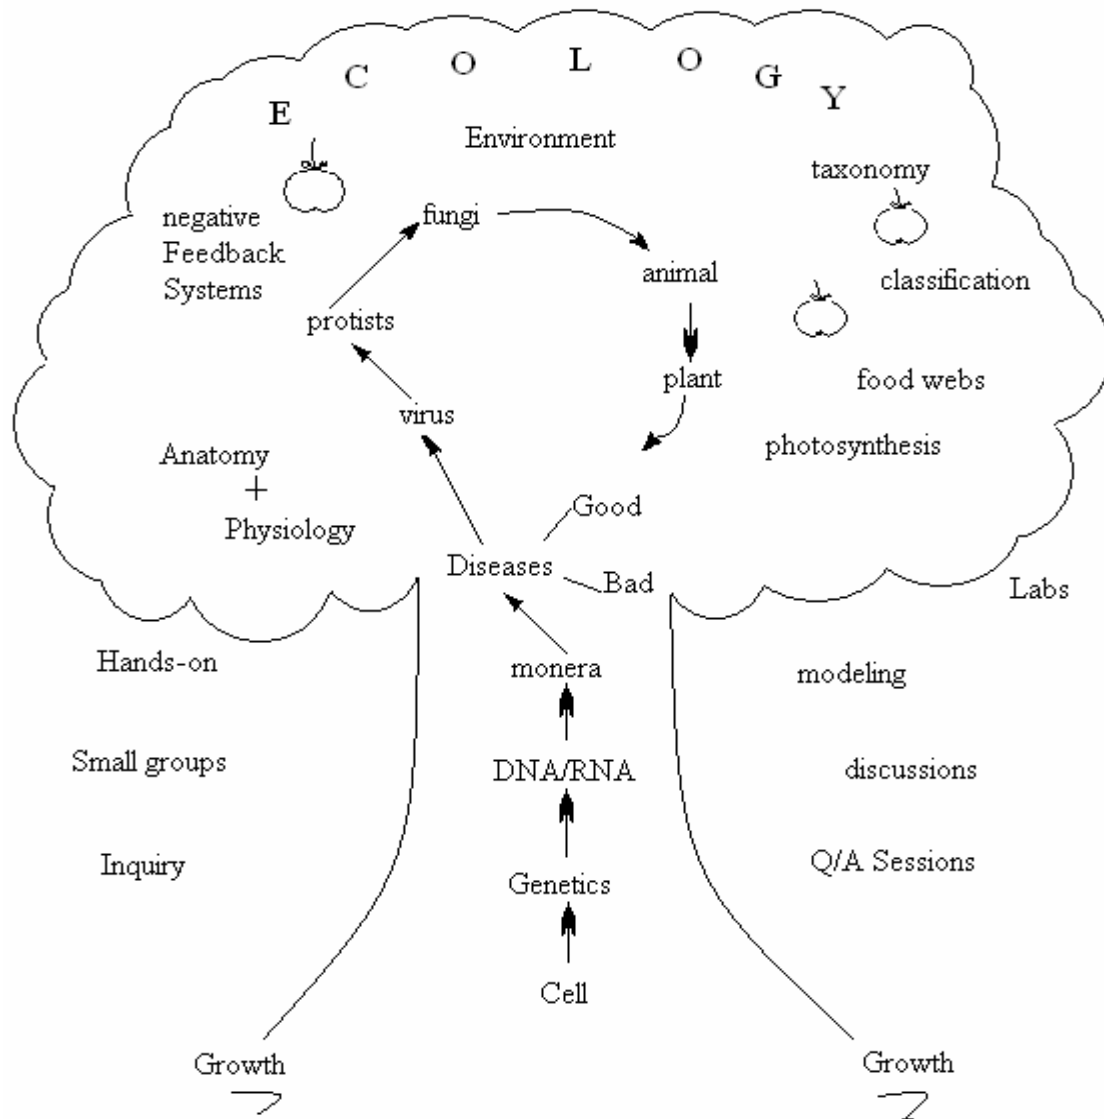 E C O L O G Y
Environment
taxonomy
negative
Feedback
Systems
fungi
animal
classification
protists
plant
food webs
virus
photosynthesis
Anatomy
+
Physiology
Good
Diseases
Bad
Labs
Hands-on
monera
modeling
Small groups
DNA/RNA
discussions
Inquiry
Genetics
Q/A Sessions
Cell
Growth
Growth